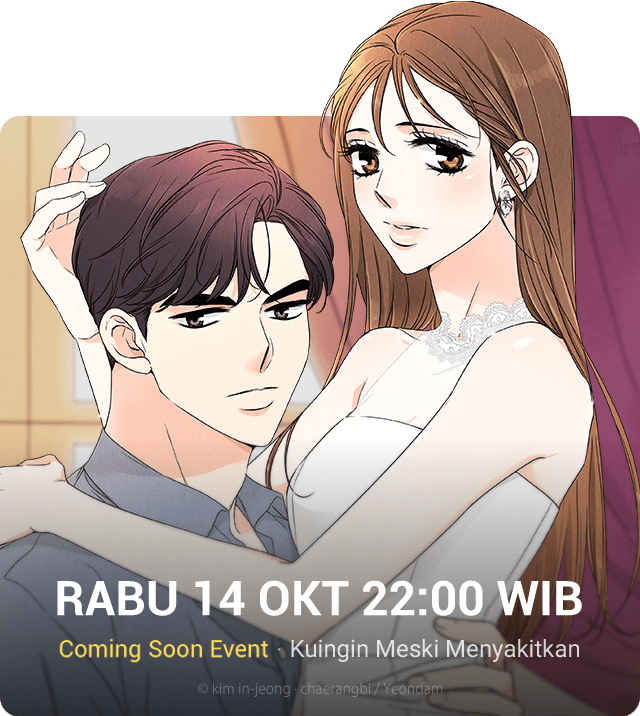 RABU 14 OKT 22:00 WIB
Coming Soon Event · Kuingin Meski Menyakitkan
© kim in-jeong · chaerangbi / Yeondam